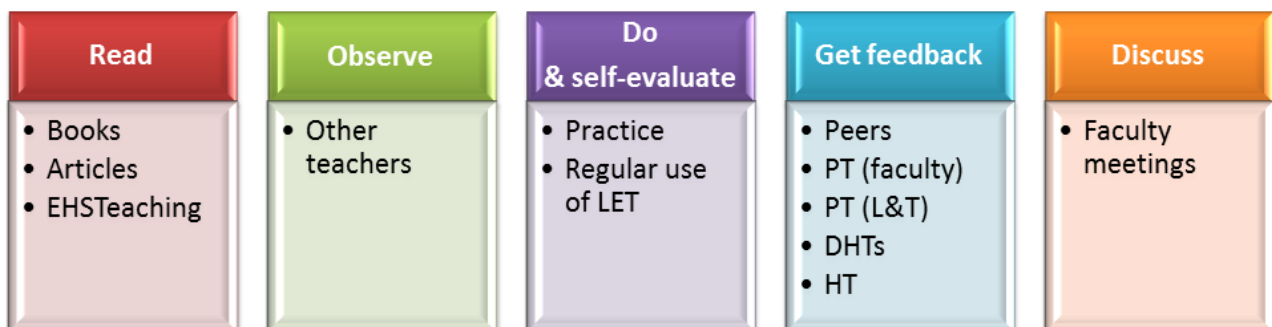 Read
• Books
• Articles
• EHSTeaching
Observe
• Other
teachers
Do
& self-evaluate
• Practice
• Regular use
of LET
Get feedback
• Peers
• PT (faculty)
• PT (L&T)
• DHTs
• HT
Discuss
• Faculty
meetings